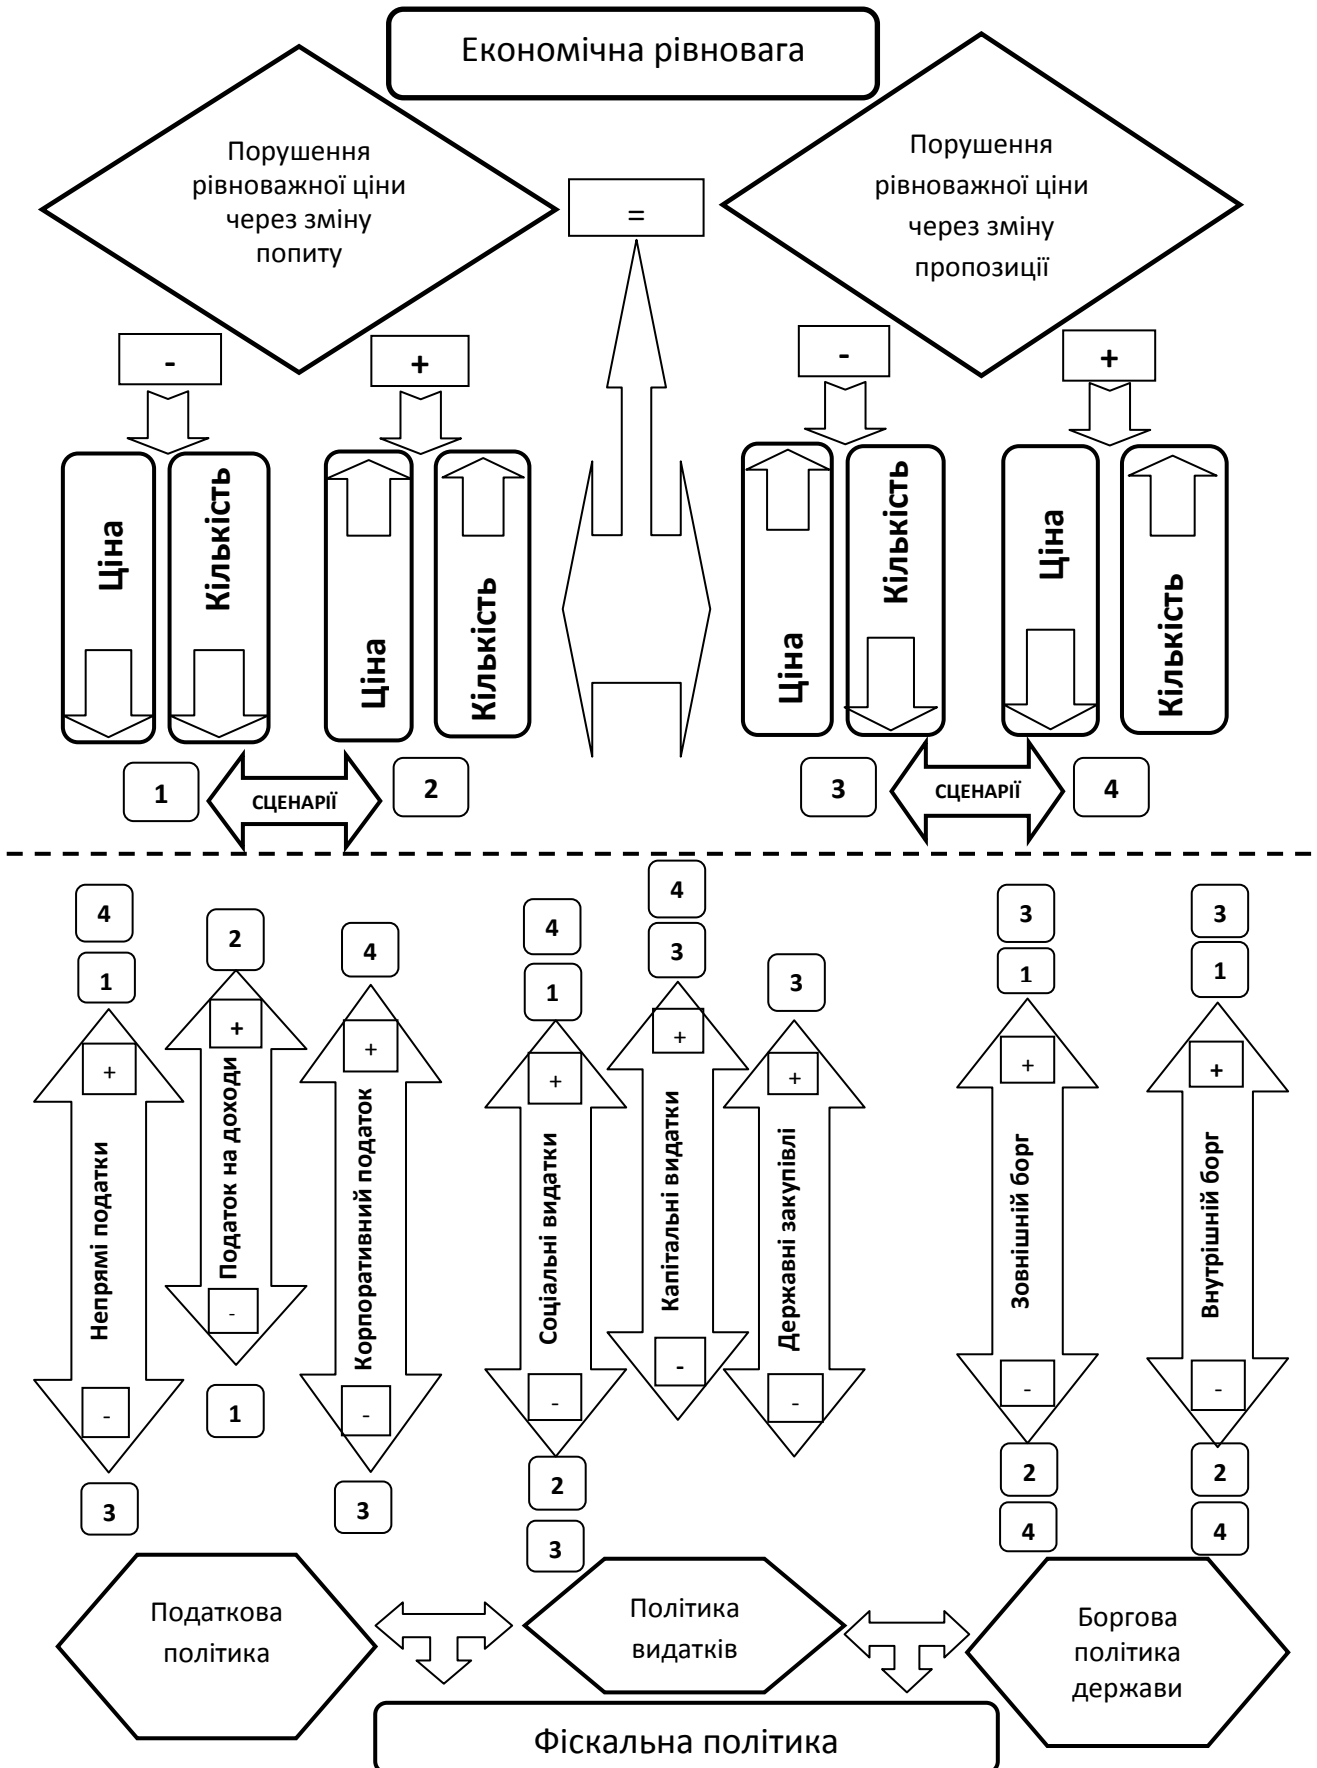 Економічна рівновага
Порушення
рівноважної ціни
через зміну
попиту
=
Порушення
рівноважної ціни
через зміну
пропозиції
-
+
-
+
Ціна
Кількість
Ціна
Кількість
Ціна
Кількість
Ціна
Кількість
1
СЦЕНАРІЇ
2
3
СЦЕНАРІЇ
4
4
1
+
Непрямі податки
-
3
2
+
Податок на доходи
-
1
4
+
Корпоративний податок
-
3
4
1
+
Соціальні видатки
-
2
3
4
3
+
Капітальні видатки
-
3
+
Державні закупівлі
-
3
1
+
Зовнішній борг
-
2
4
3
1
+
Внутрішній борг
-
2
4
Податкова
політика
Політика
видатків
Боргова
політика
держави
Фіскальна політика